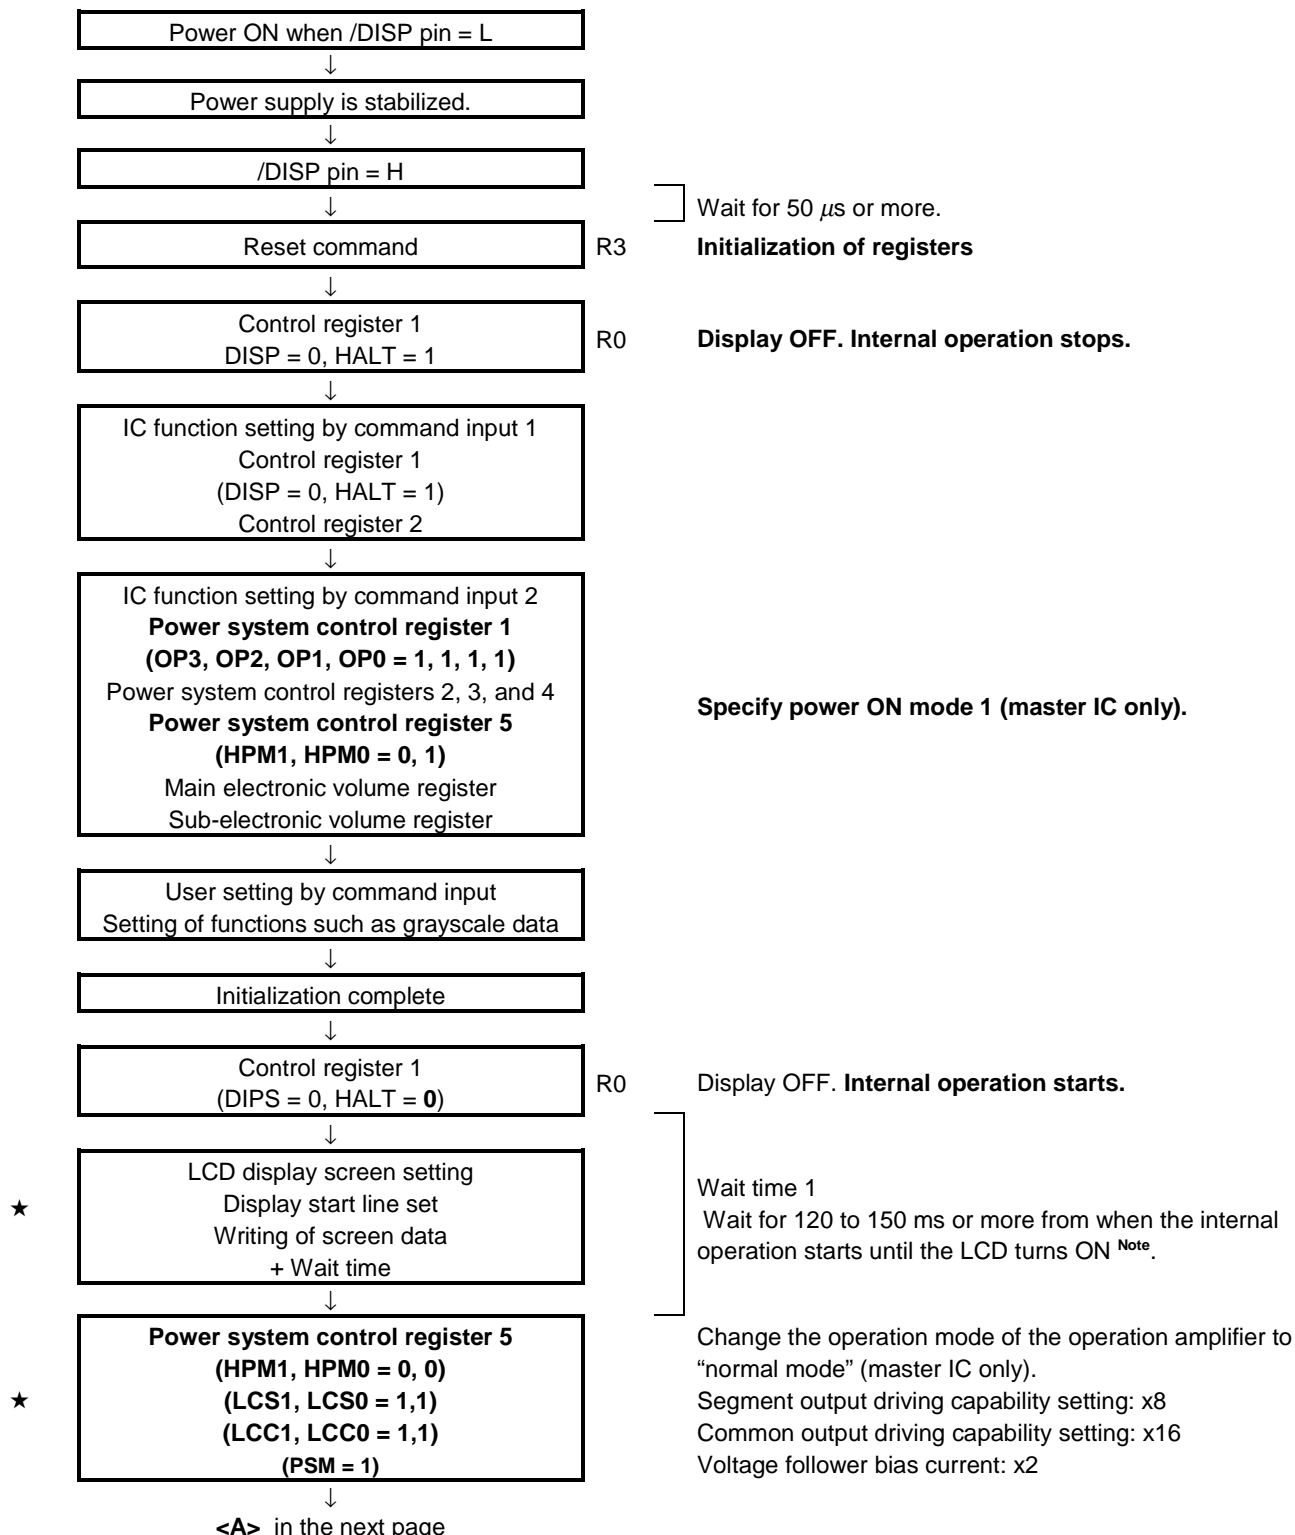 Power ON when /DISP pin = L
↓
Power supply is stabilized.
↓
/DISP pin = H
↓
Wait for 50 μs or more.
Reset command
R3
Initialization of registers
↓
Control register 1
DISP = 0, HALT = 1
R0
Display OFF. Internal operation stops.
↓
IC function setting by command input 1
Control register 1
(DISP = 0, HALT = 1)
Control register 2
↓
IC function setting by command input 2
Power system control register 1
(OP3, OP2, OP1, OP0 = 1, 1, 1, 1)
Power system control registers 2, 3, and 4
Power system control register 5
(HPM1, HPM0 = 0, 1)
Main electronic volume register
Sub-electronic volume register
Specify power ON mode 1 (master IC only).
↓
User setting by command input
Setting of functions such as grayscale data
↓
Initialization complete
↓
Control register 1
(DIPS = 0, HALT = 0)
R0
Display OFF. Internal operation starts.
↓
★
LCD display screen setting
Display start line set
Writing of screen data
+ Wait time
Wait time 1
Wait for 120 to 150 ms or more from when the internal
operation starts until the LCD turns ON Note.
↓
★
Power system control register 5
(HPM1, HPM0 = 0, 0)
(LCS1, LCS0 = 1,1)
(LCC1, LCC0 = 1,1)
(PSM = 1)
Change the operation mode of the operation amplifier to
“normal mode” (master IC only).
Segment output driving capability setting: x8
Common output driving capability setting: x16
Voltage follower bias current: x2
↓
<A> in the next page